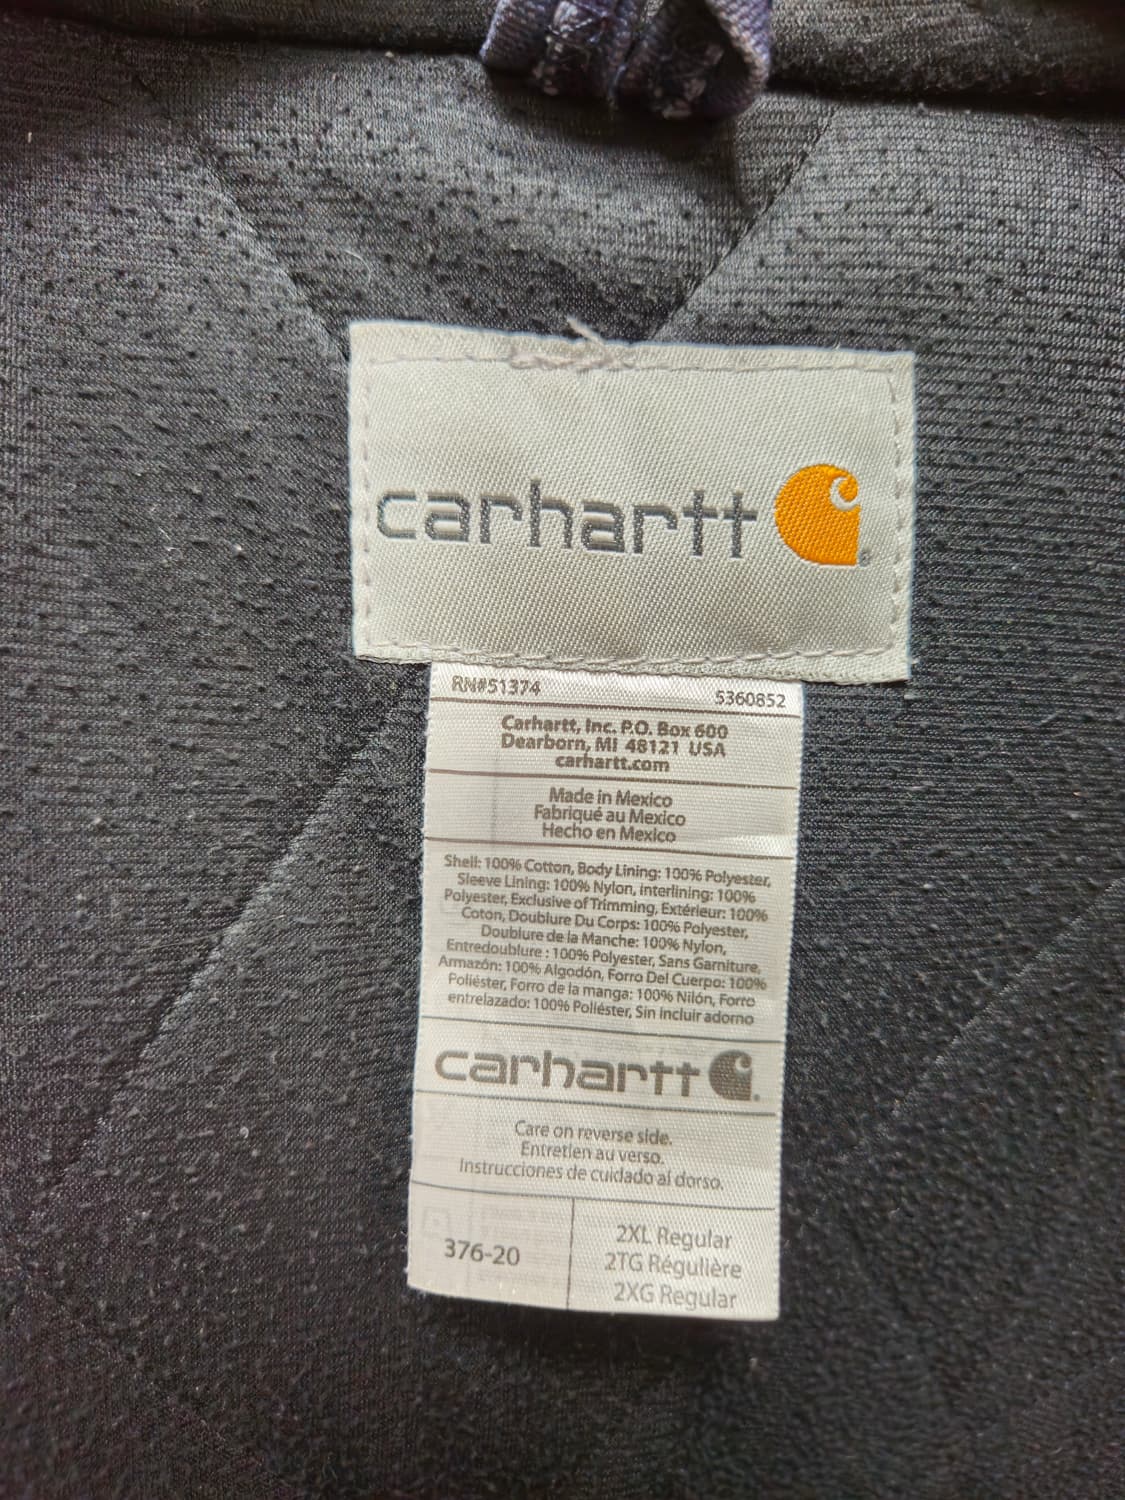 carhartt
RN#51374 5360852
Carhartt, Inc. P.O. Box 600
Dearborn, MI 48121 USA
carhartt.com
Made in Mexico
Fabriqué au Mexico
Hecho en Mexico
Shell: 100% Cotton, Body Lining: 100% Polyester,
Sleeve Lining: 100% Nylon, Interlining: 100%
Polyester, Exclusive of Trimming, Extérieur: 100%
Coton, Doublure Du Corps: 100% Polyester,
Doublure de la Manche: 100% Nylon,
Entredoublure : 100% Polyester, Sans Garniture,
Armazón: 100% Algodón, Forro Del Cuerpo: 100%
Poliéster, Forro de la manga: 100% Nilón, Forro
entrelazado: 100% Poliéster, Sin incluir adorno
carhartt
Care on reverse side.
Entretien au verso.
Instrucciones de cuidado al dorso.
376-20
2XL Regular
2TG Régulière
2XG Regular